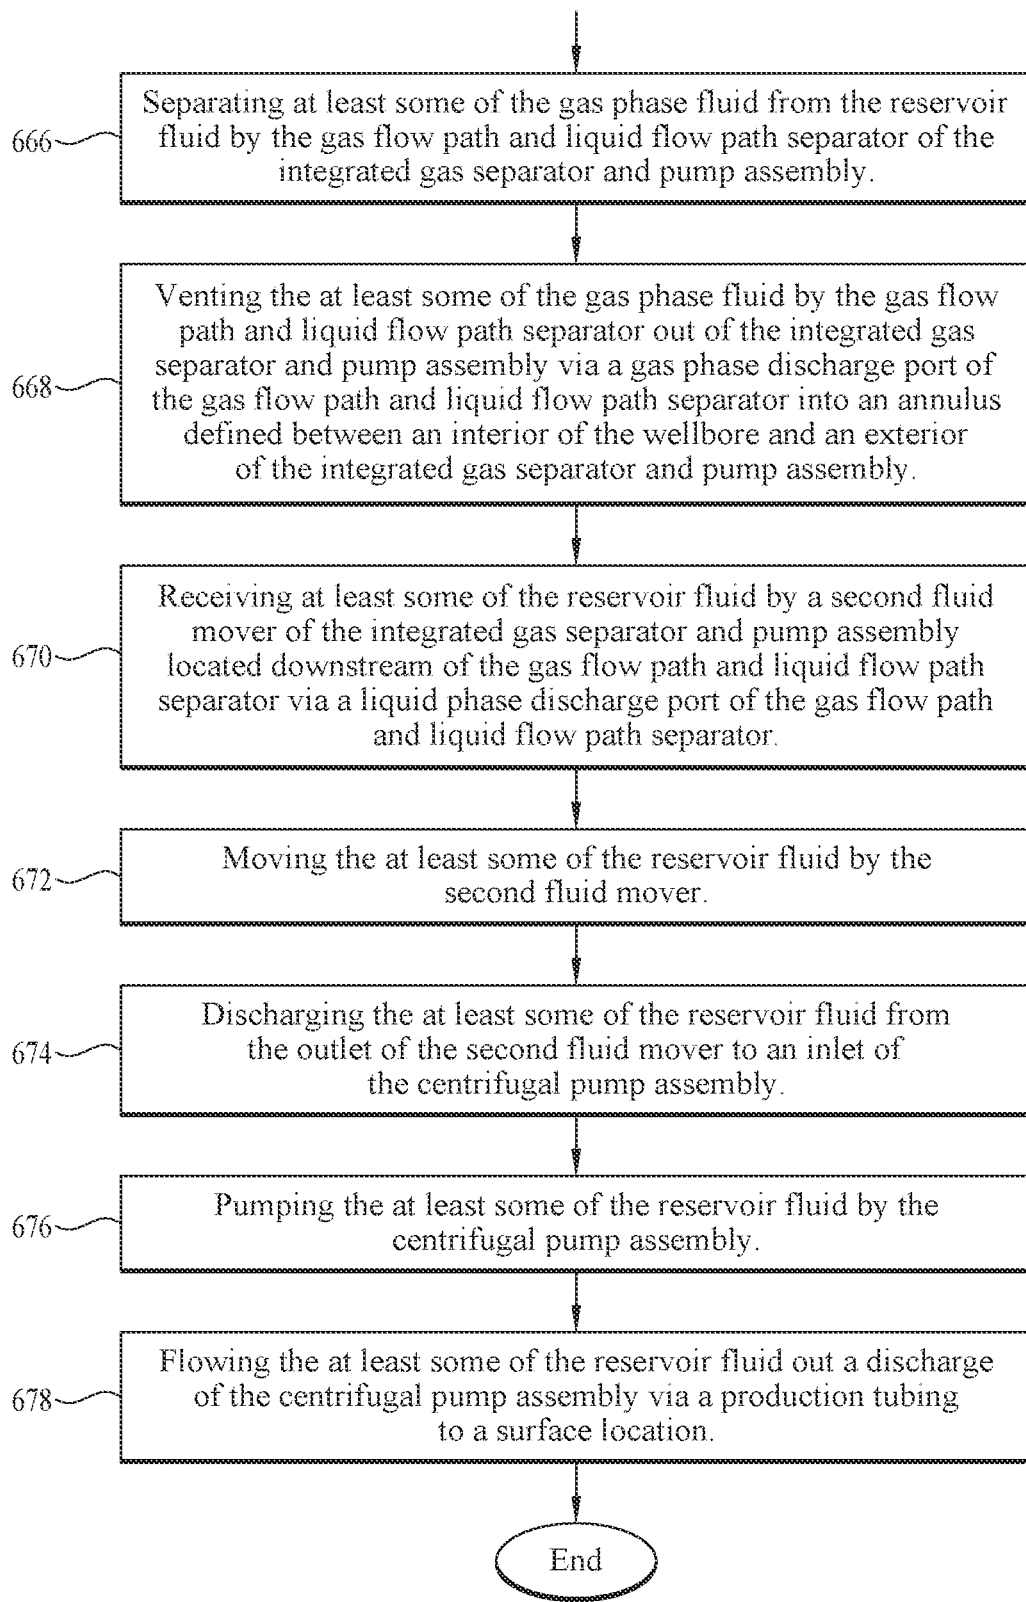 666
Separating at least some of the gas phase fluid from the reservoir
fluid by the gas flow path and liquid flow path separator of the
integrated gas separator and pump assembly.
668
Venting the at least some of the gas phase fluid by the gas flow
path and liquid flow path separator out of the integrated gas
separator and pump assembly via a gas phase discharge port of
the gas flow path and liquid flow path separator into an annulus
defined between an interior of the wellbore and an exterior
of the integrated gas separator and pump assembly.
670
Receiving at least some of the reservoir fluid by a second fluid
mover of the integrated gas separator and pump assembly
located downstream of the gas flow path and liquid flow path
separator via a liquid phase discharge port of the gas flow path
and liquid flow path separator.
672
Moving the at least some of the reservoir fluid by the
second fluid mover.
674
Discharging the at least some of the reservoir fluid from
the outlet of the second fluid mover to an inlet of
the centrifugal pump assembly.
676
Pumping the at least some of the reservoir fluid by the
centrifugal pump assembly.
678
Flowing the at least some of the reservoir fluid out a discharge
of the centrifugal pump assembly via a production tubing
to a surface location.
End